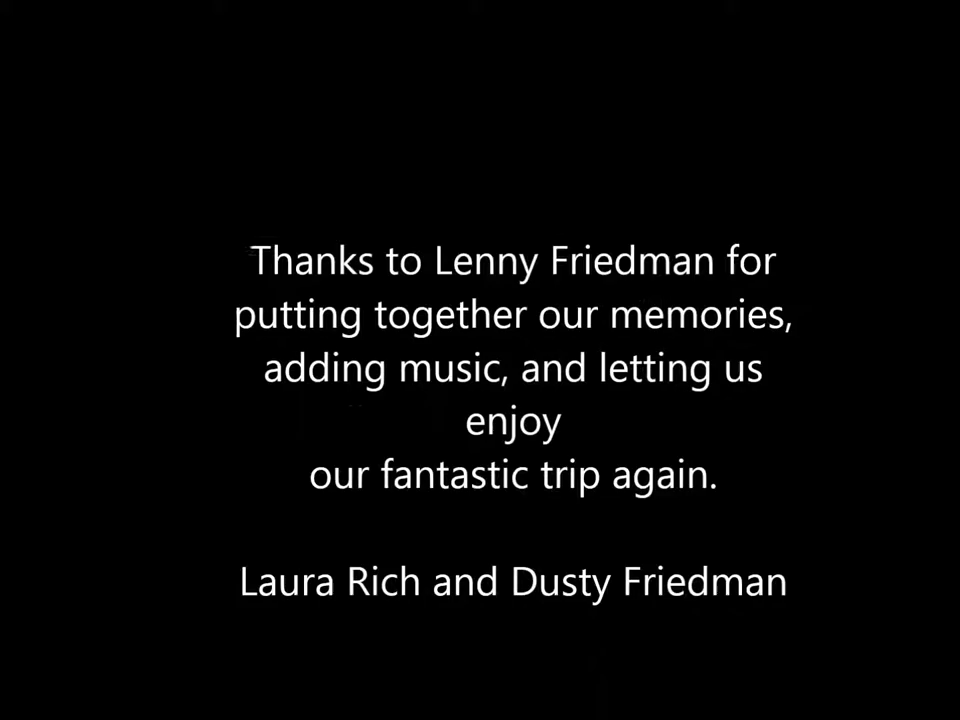 Thanks to Lenny Friedman for
putting together our memories,
adding music, and letting us
enjoy
our fantastic trip again.
Laura Rich and Dusty Friedman